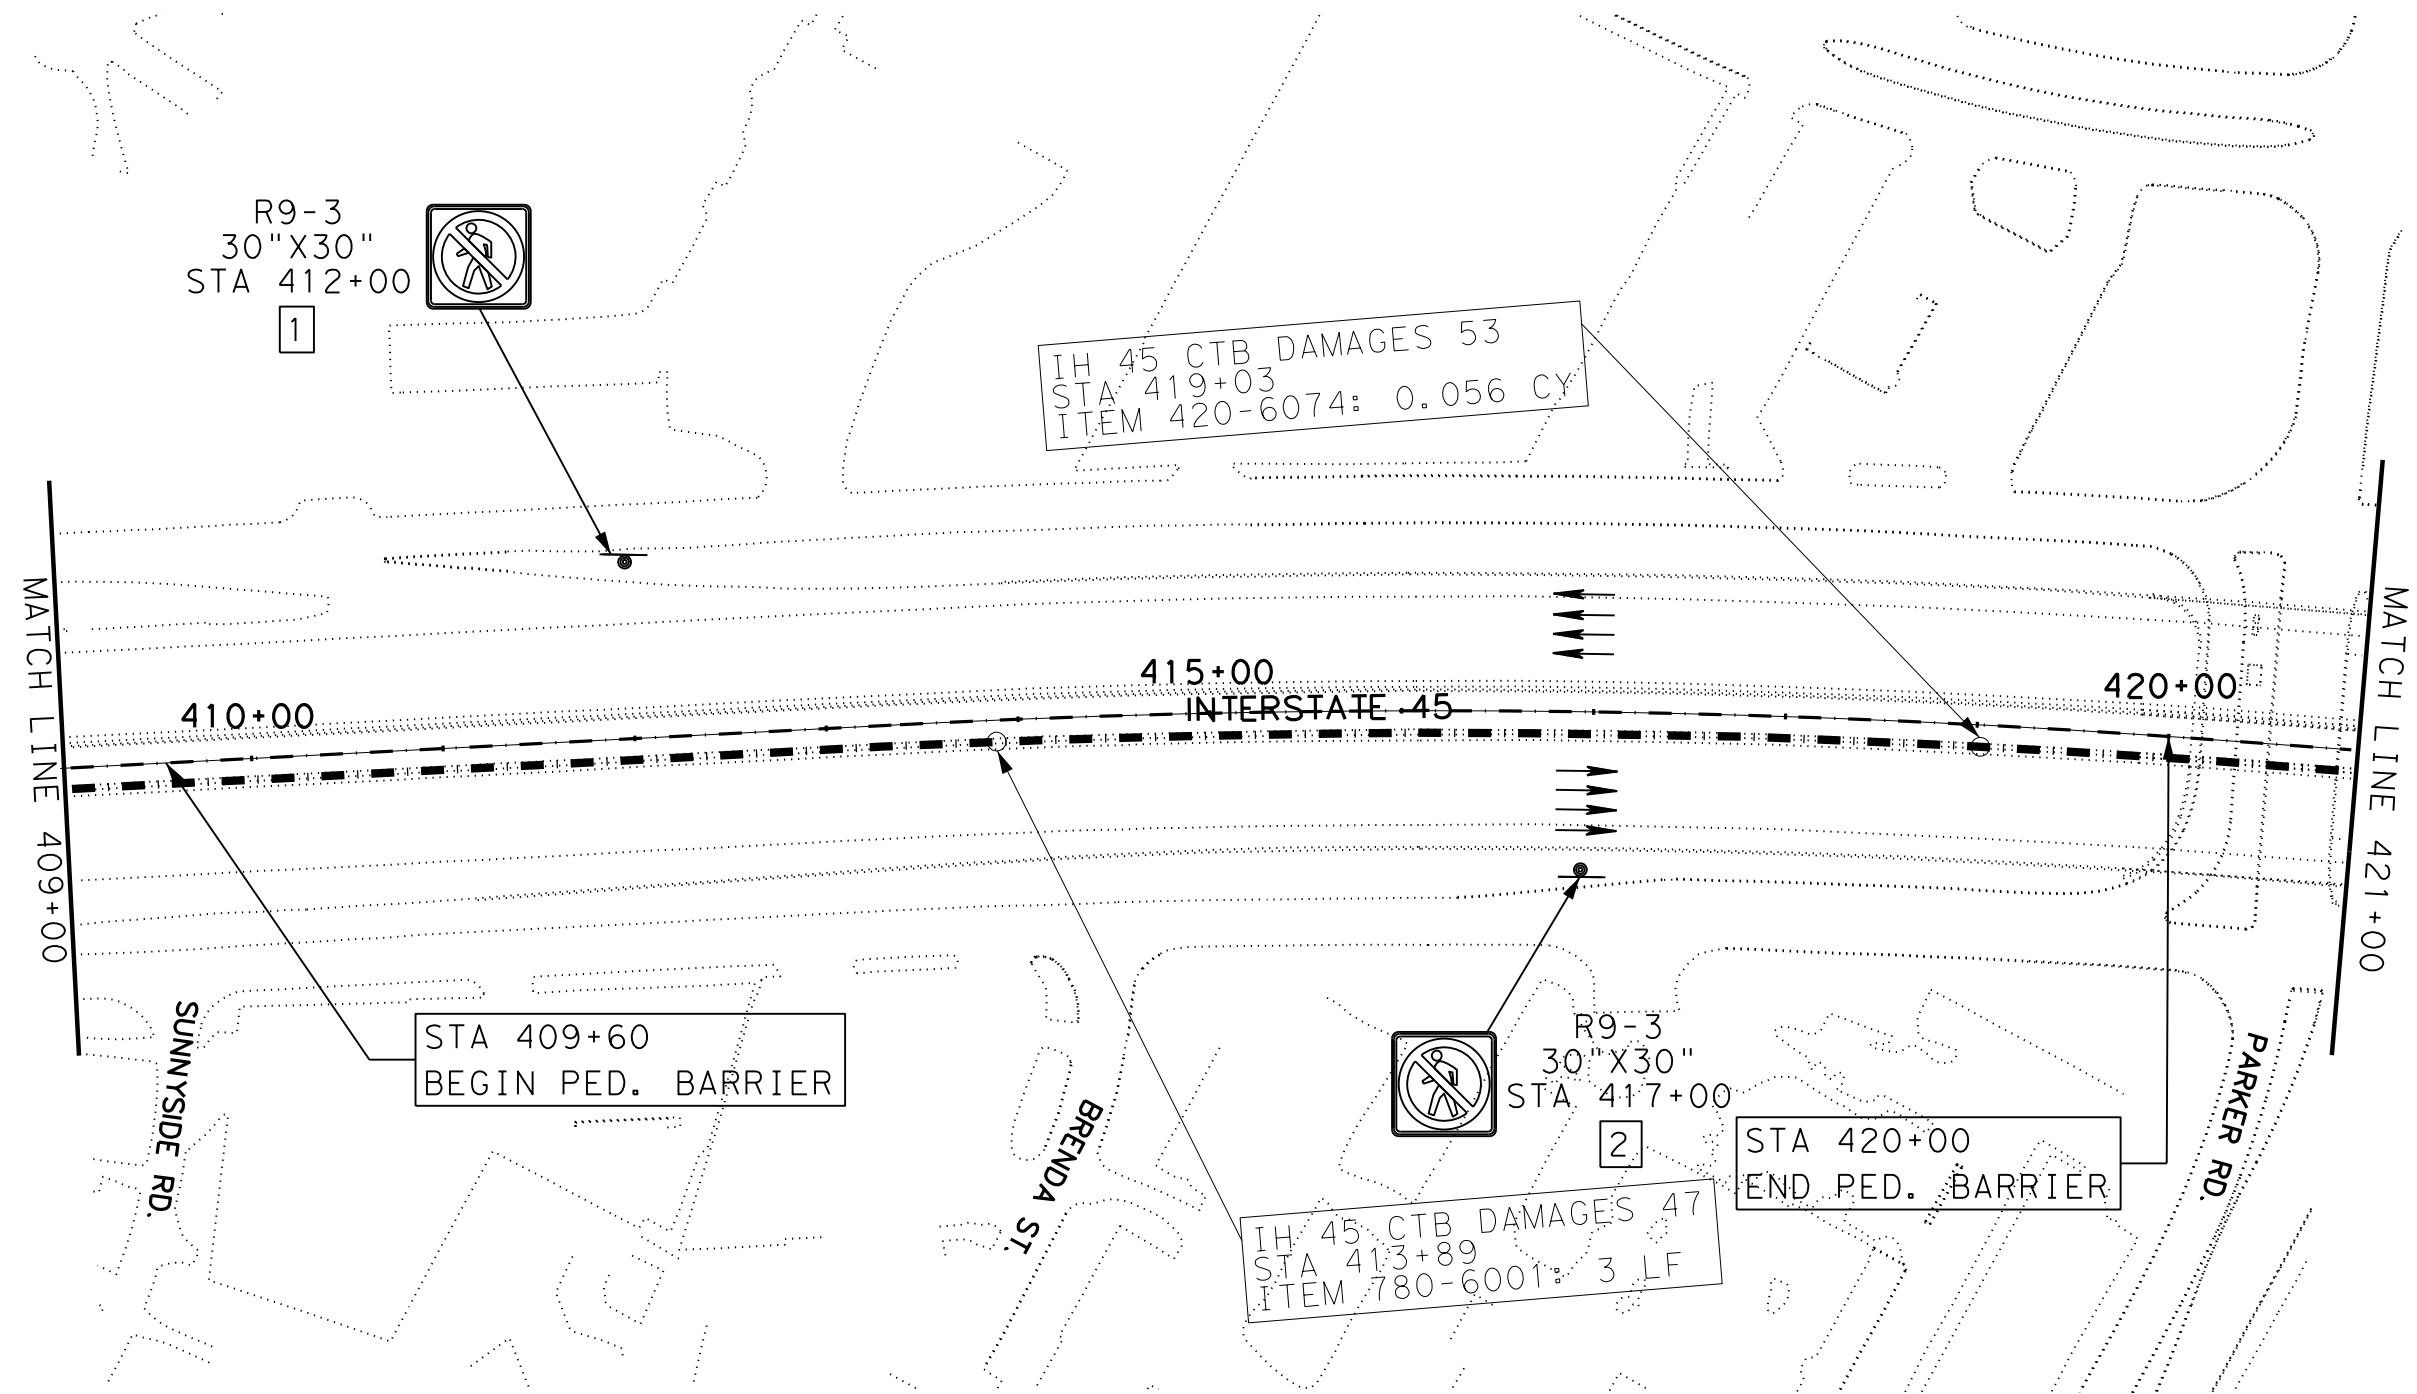 R9-3
30"X30"
STA 412+00
1
IH 45 CTB DAMAGES 53
STA 419+03
ITEM 420-6074: 0.056 CY
MATCH LINE 409+00
410+00
415+00
INTERSTATE 45
420+00
MATCH LINE 421+00
SUNNYSIDE RD.
STA 409+60
BEGIN PED. BARRIER
BRENDA ST.
R9-3
30"X30"
STA 417+00
2
STA 420+00
END PED. BARRIER
PARKER RD.
IH 45 CTB DAMAGES 47
STA 413+89
ITEM 780-6001: 3 LF